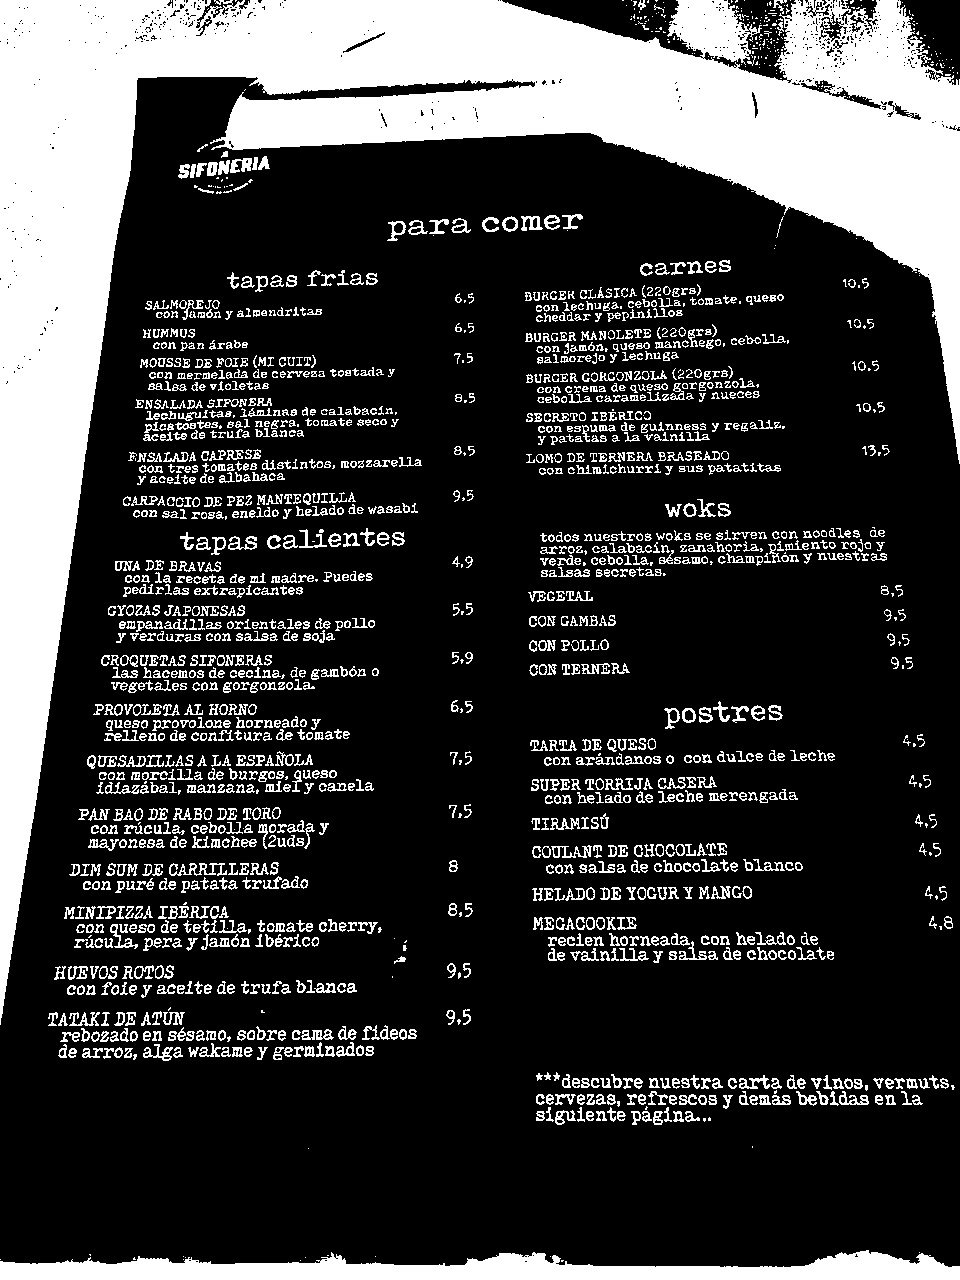 SIFONERIA
para comer
tapas frias
SALMOREJO 6,5
con jamón y almendritas
HUMMUS 6,5
con pan árabe
MOUSSE DE FOIE (MI CUIT) 7,5
con mermelada de cerveza tostada y
salsa de violetas
ENSALADA SIFONERA 8,5
lechuguitas, láminas de calabacín,
picatostes, sal negra, tomate seco y
aceite de trufa blanca
ENSALADA CAPRESE 8,5
con tres tomates distintos, mozzarella
y aceite de albahaca
CARPACCIO DE PEZ MANTEQUILLA 9,5
con sal rosa, eneldo y helado de wasabi
tapas calientes
UNA DE BRAVAS 4,9
con la receta de mi madre. Puedes
pedirlas extrapicantes
GYOZAS JAPONESAS 5,5
empanadillas orientales de pollo
y verduras con salsa de soja
CROQUETAS SIFONERAS 5,9
las hacemos de cecina, de gambón o
vegetales con gorgonzola.
PROVOLETA AL HORNO 6,5
queso provolone horneado y
relleno de confitura de tomate
QUESADILLAS A LA ESPAÑOLA 7,5
con morcilla de burgos, queso
idiazábal, manzana, miel y canela
PAN BAO DE RABO DE TORO 7,5
con rúcula, cebolla morada y
mayonesa de kimchee (2uds)
DIM SUM DE CARRILLERAS 8
con puré de patata trufado
MINIPIZZA IBÉRICA 8,5
con queso de tetilla, tomate cherry,
rúcula, pera y jamón ibérico
HUEVOS ROTOS 9,5
con foie y aceite de trufa blanca
TATAKI DE ATÚN 9,5
rebozado en sésamo, sobre cama de fideos
de arroz, alga wakame y germinados
carnes
BURGER CLÁSICA (220grs) 10,5
con lechuga, cebolla, tomate, queso
cheddar y pepinillos
BURGER MANOLETE (220grs) 10,5
con jamón, queso manchego, cebolla,
salmorejo y lechuga
BURGER GORGONZOLA (220grs) 10,5
con crema de queso gorgonzola,
cebolla caramelizada y nueces
SECRETO IBÉRICO 10,5
con espuma de guinness y regaliz,
y patatas a la vainilla
LOMO DE TERNERA BRASEADO 13,5
con chimichurri y sus patatitas
woks
todos nuestros woks se sirven con noodles de
arroz, calabacín, zanahoria, pimiento rojo y
verde, cebolla, sésamo, champiñón y nuestras
salsas secretas.
VEGETAL 8,5
CON GAMBAS 9,5
CON POLLO 9,5
CON TERNERA 9,5
postres
TARTA DE QUESO 4,5
con arándanos o con dulce de leche
SUPER TORRIJA CASERA 4,5
con helado de leche merengada
TIRAMISÚ 4,5
COULANT DE CHOCOLATE 4,5
con salsa de chocolate blanco
HELADO DE YOGUR Y MANGO 4,5
MEGACOOKIE 4,8
recien horneada, con helado de
de vainilla y salsa de chocolate
***descubre nuestra carta de vinos, vermuts,
cervezas, refrescos y demás bebidas en la
siguiente página...